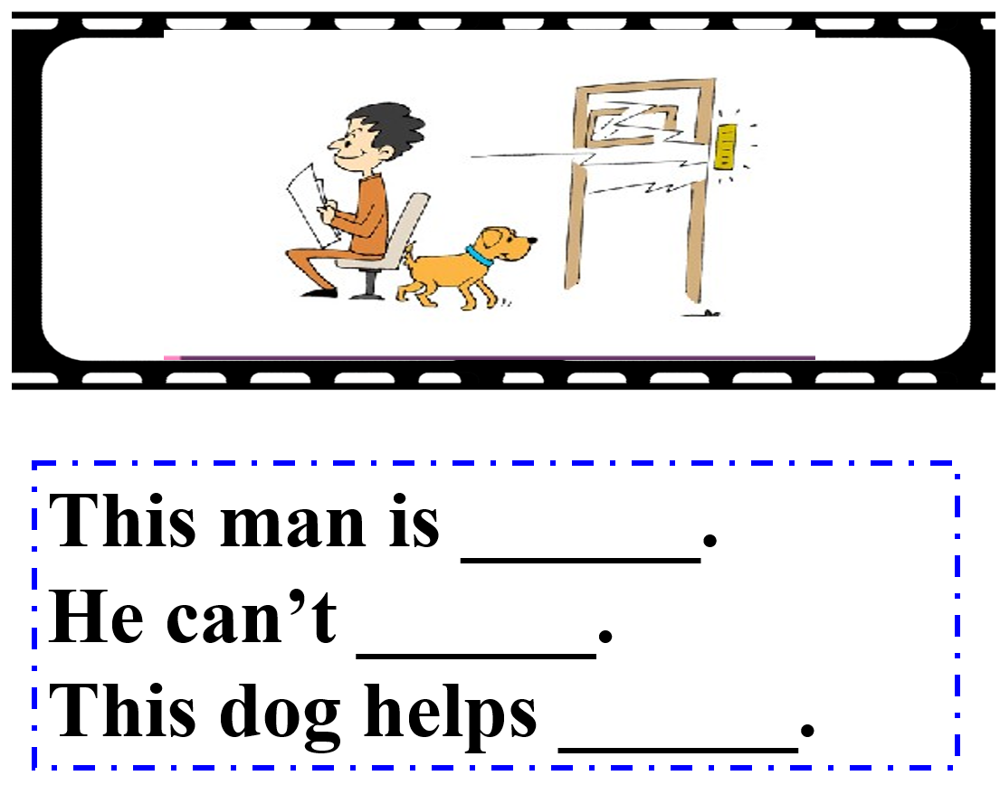 This man is ______.
He can’t ______.
This dog helps ______.